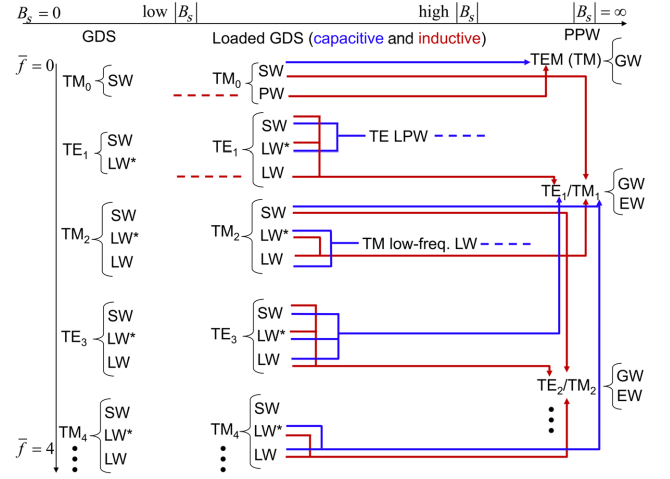 B_s = 0 low |B_s| high |B_s| |B_s| = ∞
GDS Loaded GDS (capacitive and inductive) PPW
f̅ = 0
TM₀ { SW
TM₀ { SW
PW
TEM (TM) { GW
TE₁ { SW
LW*
TE₁ { SW
LW*
LW
TE LPW
TE₁/TM₁ { GW
EW
TM₂ { SW
LW*
LW
TM₂ { SW
LW*
LW
TM low-freq. LW
TE₃ { SW
LW*
LW
TE₃ { SW
LW*
LW
TE₂/TM₂ { GW
EW
f̅ = 4
TM₄ { SW
LW*
LW
TM₄ { SW
LW*
LW